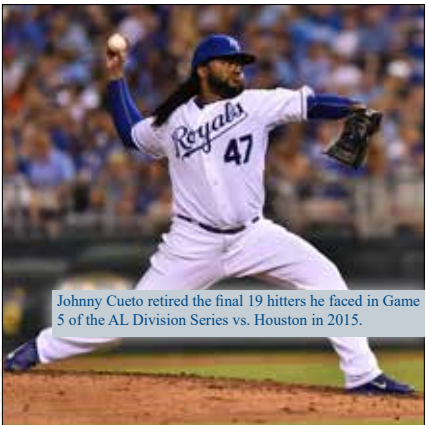 Royals
47
Johnny Cueto retired the final 19 hitters he faced in Game
5 of the AL Division Series vs. Houston in 2015.